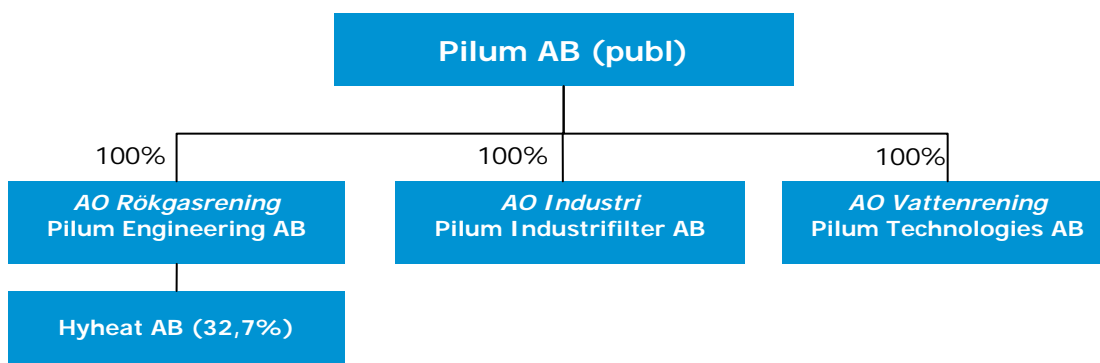 Pilum AB (publ)
100%
100%
100%
AO Rökgasrening
Pilum Engineering AB
AO Industri
Pilum Industrifilter AB
AO Vattenrening
Pilum Technologies AB
Hyheat AB (32,7%)